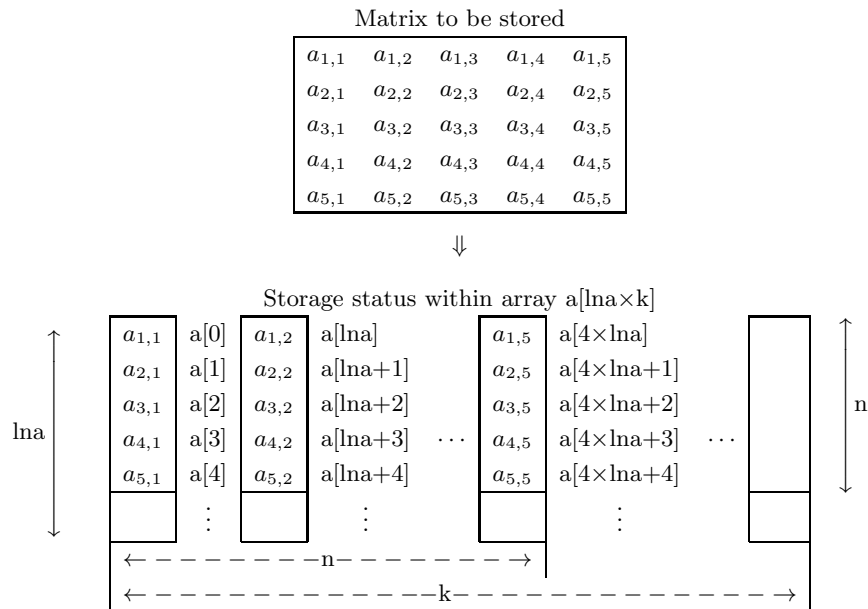 Matrix to be stored
a1,1 a1,2 a1,3 a1,4 a1,5
a2,1 a2,2 a2,3 a2,4 a2,5
a3,1 a3,2 a3,3 a3,4 a3,5
a4,1 a4,2 a4,3 a4,4 a4,5
a5,1 a5,2 a5,3 a5,4 a5,5
⇓
Storage status within array a[lna×k]
a1,1 a[0] a1,2 a[lna] a1,5 a[4×lna]
a2,1 a[1] a2,2 a[lna+1] a2,5 a[4×lna+1]
a3,1 a[2] a3,2 a[lna+2] a3,5 a[4×lna+2] n
lna a4,1 a[3] a4,2 a[lna+3] ⋯ a4,5 a[4×lna+3] ⋯
a5,1 a[4] a5,2 a[lna+4] a5,5 a[4×lna+4]
⋮ ⋮ ⋮
n
k